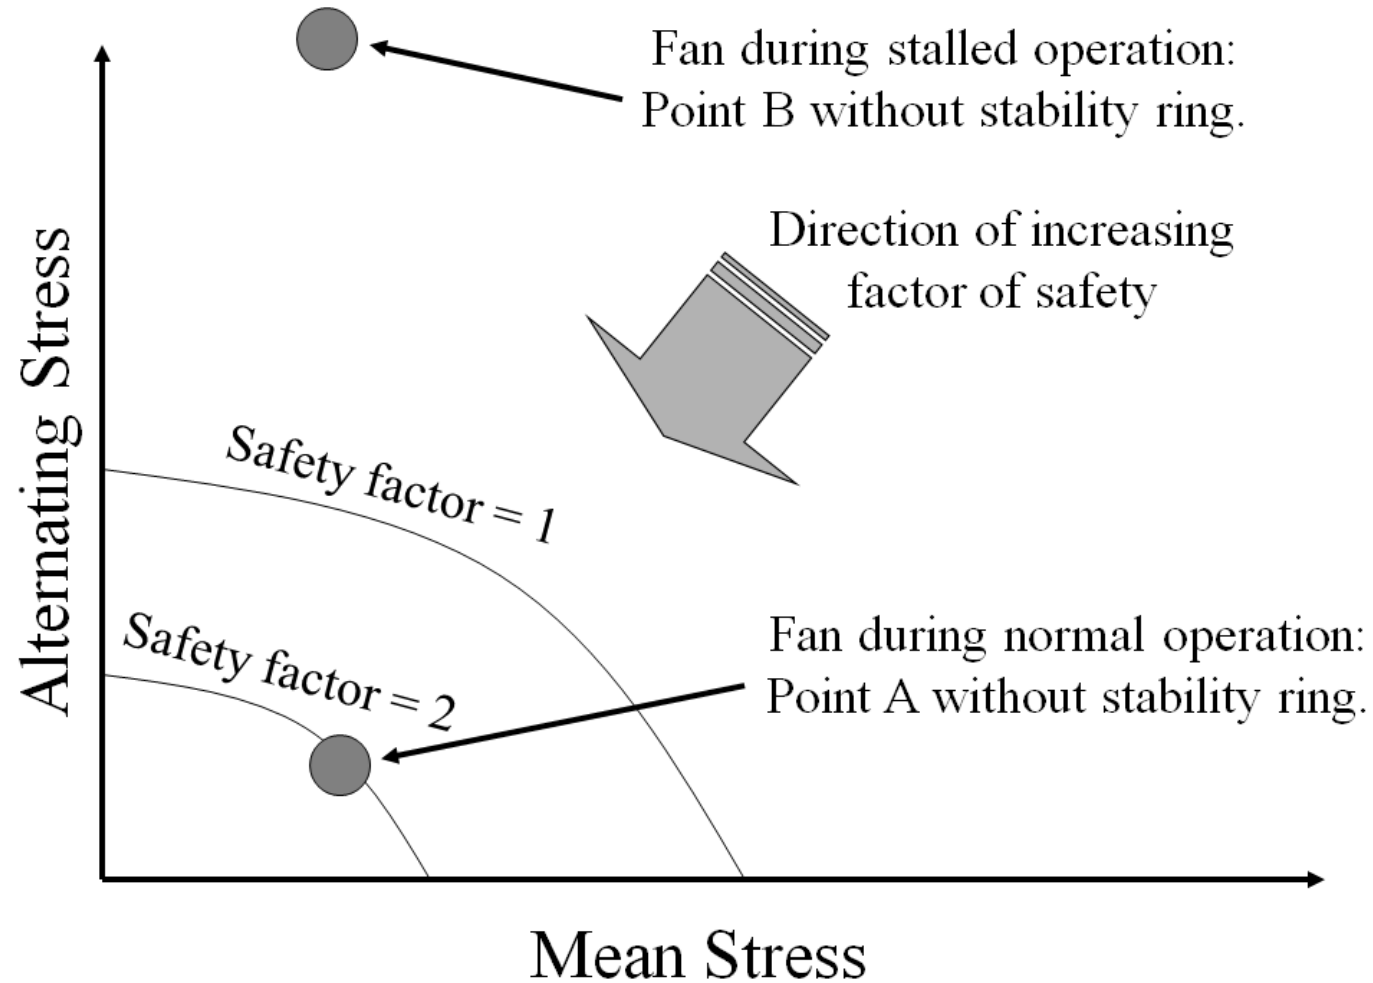 Fan during stalled operation:
Point B without stability ring.
Direction of increasing
factor of safety
Alternating Stress
Safety factor = 1
Safety factor = 2
Fan during normal operation:
Point A without stability ring.
Mean Stress